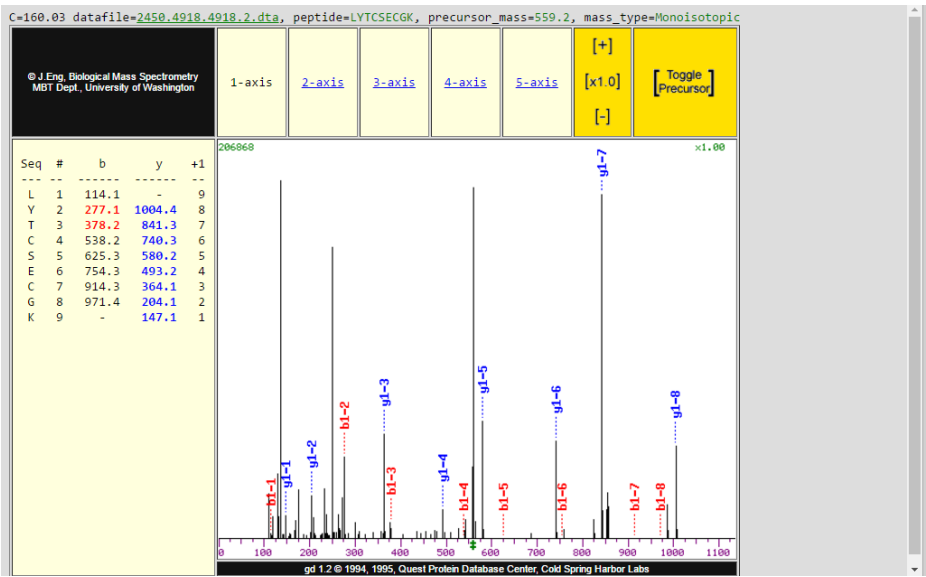 C=160.03 datafile=2450.4918.4918.2.dta, peptide=LYTCSECGK, precursor_mass=559.2, mass_type=Monoisotopic
© J.Eng, Biological Mass Spectrometry
MBT Dept., University of Washington
1-axis 2-axis 3-axis 4-axis 5-axis
[+]
[x1.0]
[-]
[Toggle Precursor]
Seq # b y +1
--- -- ------ ------ --
L 1 114.1 - 9
Y 2 277.1 1004.4 8
T 3 378.2 841.3 7
C 4 538.2 740.3 6
S 5 625.3 580.2 5
E 6 754.3 493.2 4
C 7 914.3 364.1 3
G 8 971.4 204.1 2
K 9 - 147.1 1
206868 x1.00
b1-1
y1-1
y1-2
b1-2
y1-3
b1-3
y1-4
b1-4
y1-5
b1-5
y1-6
b1-6
y1-7
b1-7
b1-8
y1-8
0 100 200 300 400 500 600 700 800 900 1000 1100
gd 1.2 © 1994, 1995, Quest Protein Database Center, Cold Spring Harbor Labs